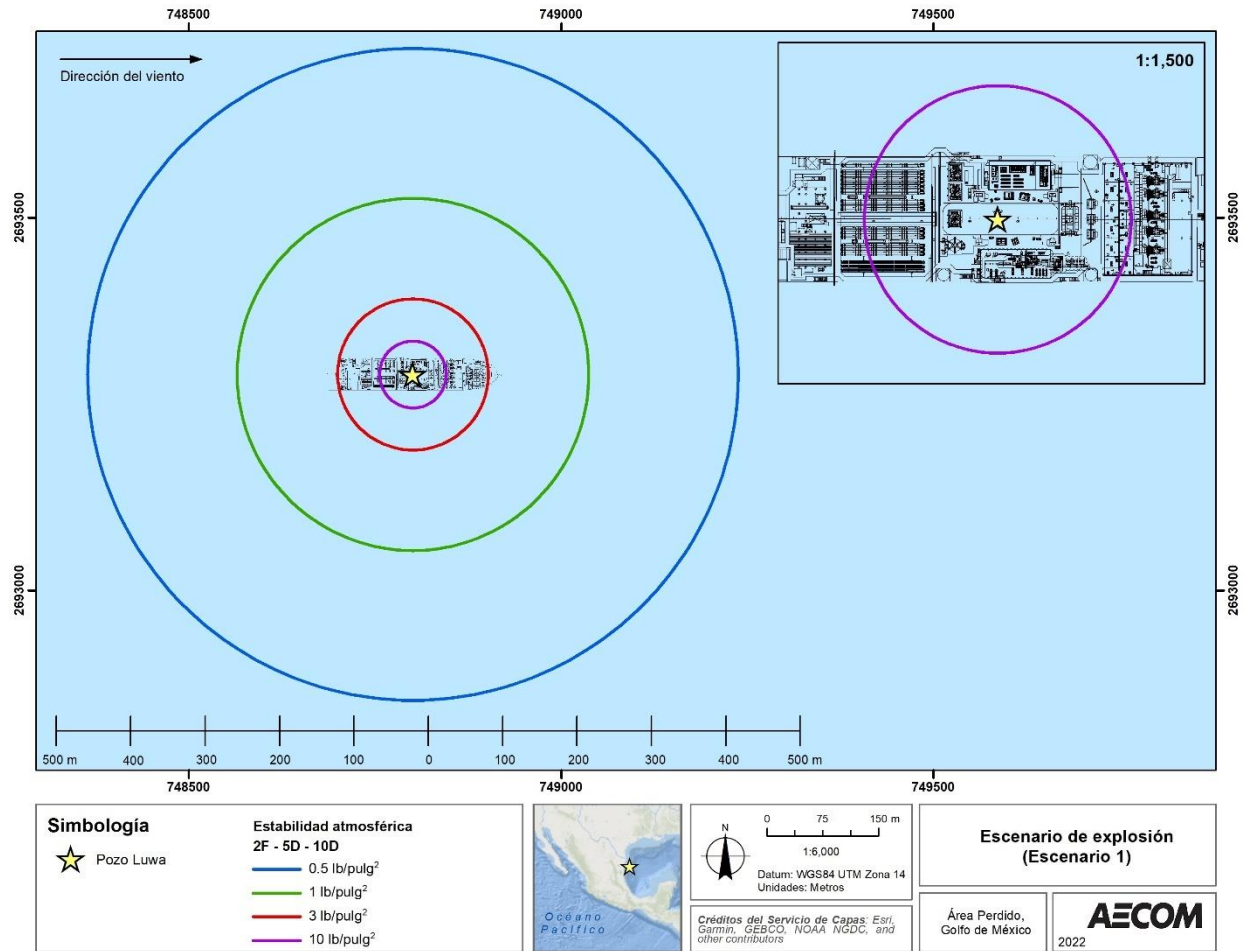 748500
749000
749500
Dirección del viento
1:1,500
2693500
2693500
2693000
2693000
500 m
400
300
200
100
0
100
200
300
400
500 m
748500
749000
749500
Simbología
Pozo Luwa
Estabilidad atmosférica
2F - 5D - 10D
0.5 lb/pulg²
1 lb/pulg²
3 lb/pulg²
10 lb/pulg²
Océano
Pacífico
N
0 75 150 m
1:6,000
Datum: WGS84 UTM Zona 14
Unidades: Metros
Créditos del Servicio de Capas: Esri,
Garmin, GEBCO, NOAA NGDC, and
other contributors
Escenario de explosión
(Escenario 1)
Área Perdido,
Golfo de México
AECOM
2022